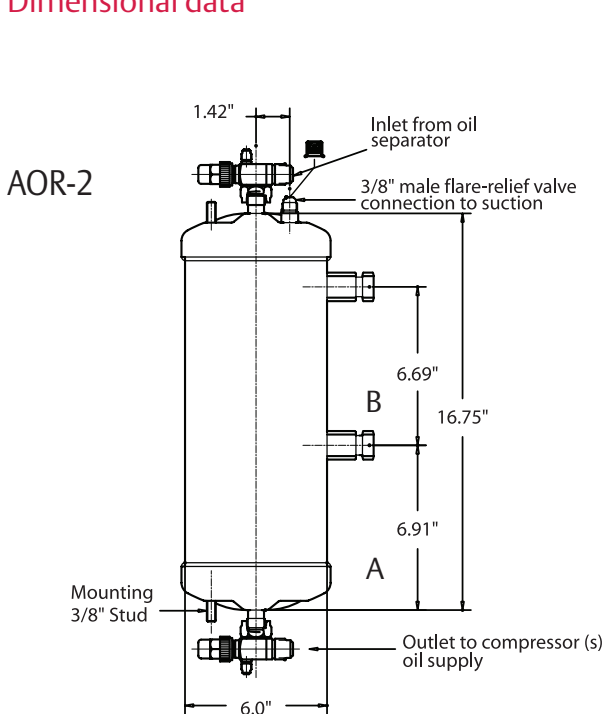 Dimensional data
1.42"
Inlet from oil
separator
AOR-2
3/8" male flare-relief valve
connection to suction
6.69"
B
16.75"
6.91"
A
Mounting
3/8" Stud
Outlet to compressor (s)
oil supply
6.0"